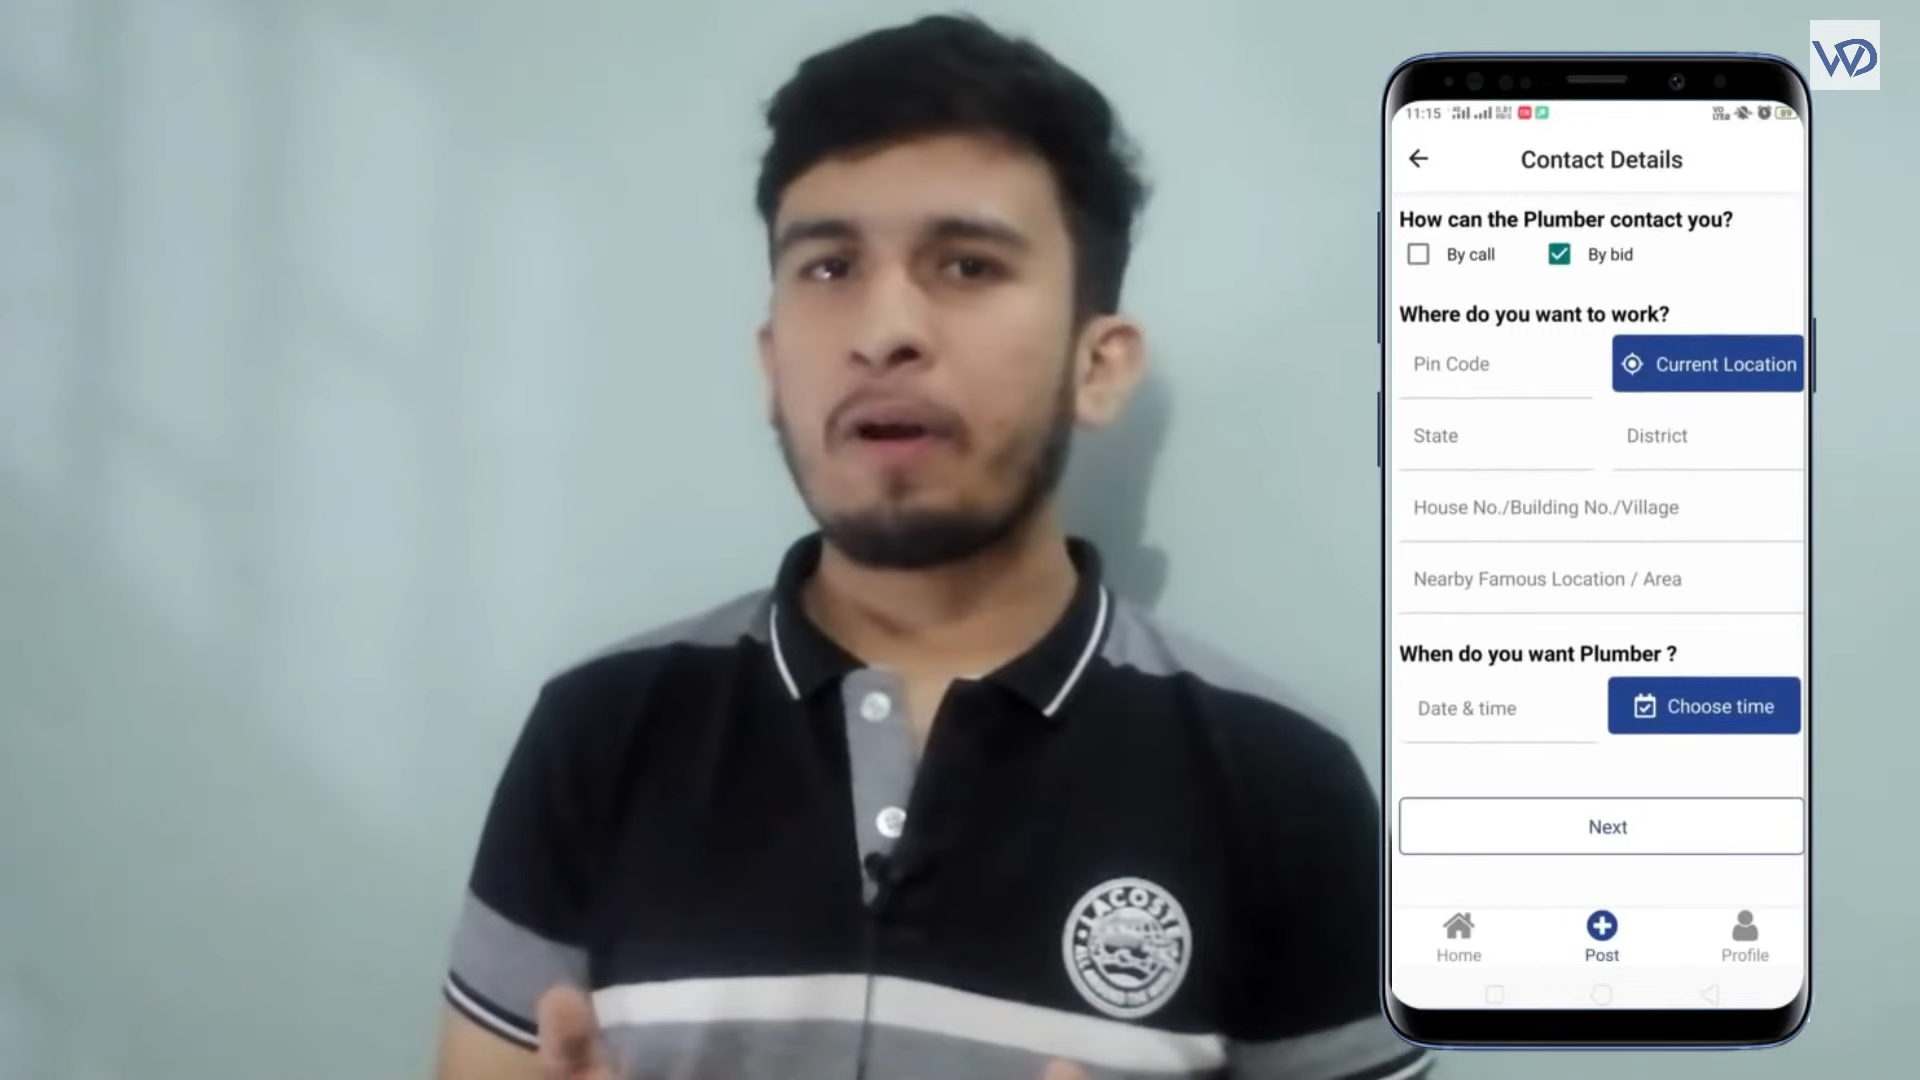 WD
11:15
Contact Details
How can the Plumber contact you?
By call By bid
Where do you want to work?
Pin Code Current Location
State District
House No./Building No./Village
Nearby Famous Location / Area
When do you want Plumber ?
Date & time Choose time
Next
LACOSTE
Home Post Profile